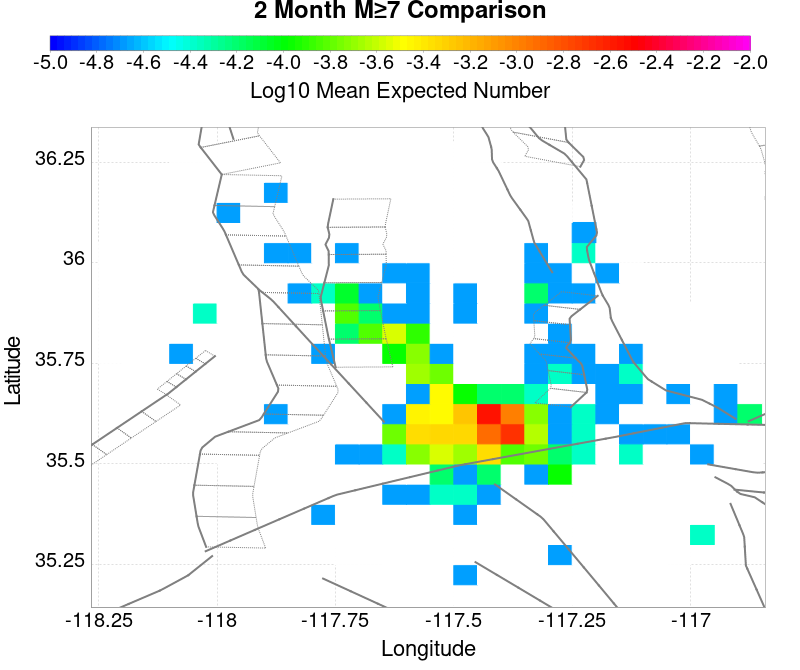 2 Month M≥7 Comparison
-5.0 -4.8 -4.6 -4.4 -4.2 -4.0 -3.8 -3.6 -3.4 -3.2 -3.0 -2.8 -2.6 -2.4 -2.2 -2.0
Log10 Mean Expected Number
36.25
36
35.75
35.5
35.25
Latitude
-118.25 -118 -117.75 -117.5 -117.25 -117
Longitude